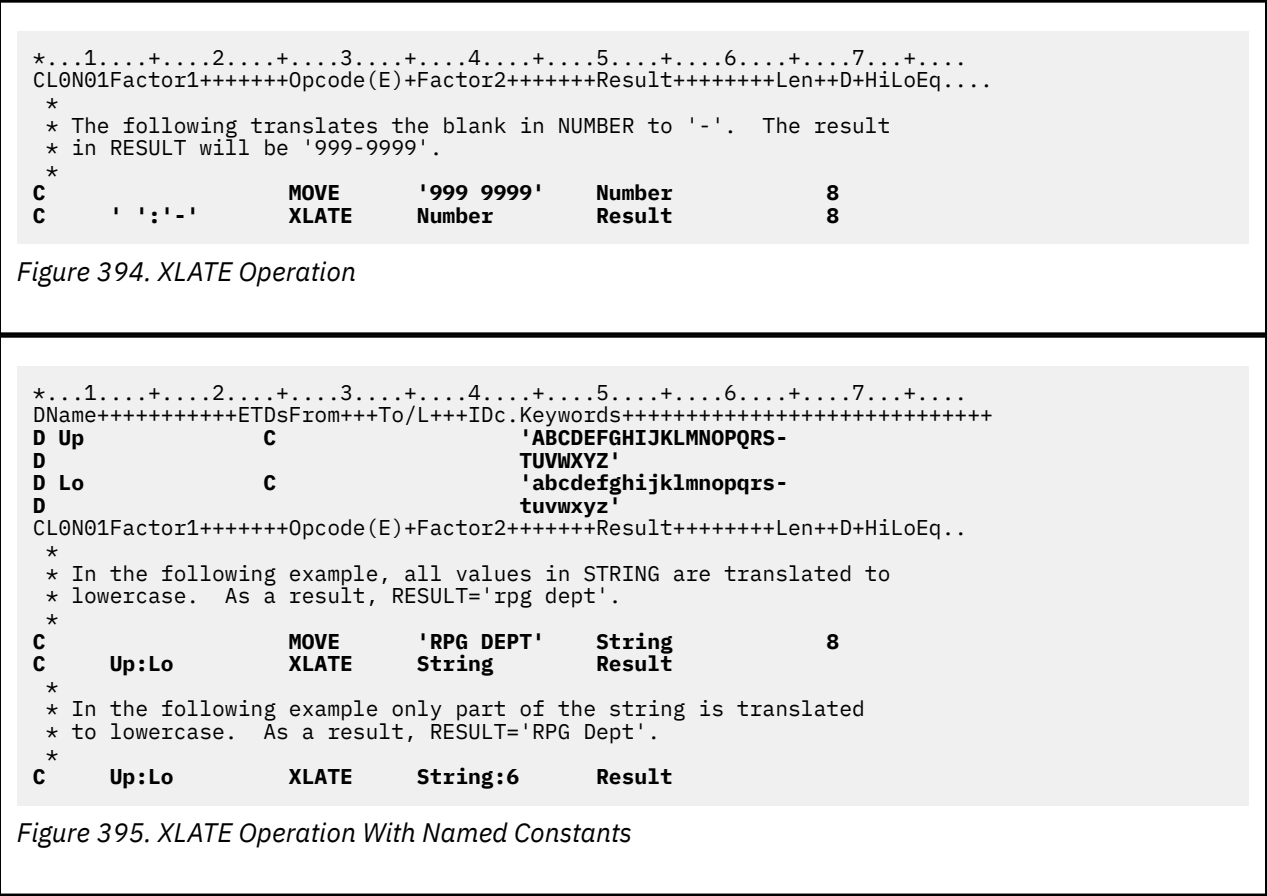 *...1....+....2....+....3....+....4....+....5....+....6....+....7...+....
CL0N01Factor1+++++++Opcode(E)+Factor2+++++++Result++++++++Len++D+HiLoEq....
 *
 * The following translates the blank in NUMBER to '-'.  The result
 * in RESULT will be '999-9999'.
 *
C                   MOVE      '999 9999'    Number            8
C     ' ':'-'       XLATE     Number        Result            8
Figure 394. XLATE Operation
*...1....+....2....+....3....+....4....+....5....+....6....+....7...+....
DName+++++++++++ETDsFrom+++To/L+++IDc.Keywords+++++++++++++++++++++++++++++
D Up              C                   'ABCDEFGHIJKLMNOPQRS-
D                                     TUVWXYZ'
D Lo              C                   'abcdefghijklmnopqrs-
D                                     tuvwxyz'
CL0N01Factor1+++++++Opcode(E)+Factor2+++++++Result++++++++Len++D+HiLoEq..
 *
 * In the following example, all values in STRING are translated to
 * lowercase.  As a result, RESULT='rpg dept'.
 *
C                   MOVE      'RPG DEPT'    String            8
C     Up:Lo         XLATE     String        Result
 *
 * In the following example only part of the string is translated
 * to lowercase.  As a result, RESULT='RPG Dept'.
 *
C     Up:Lo         XLATE     String:6      Result
Figure 395. XLATE Operation With Named Constants